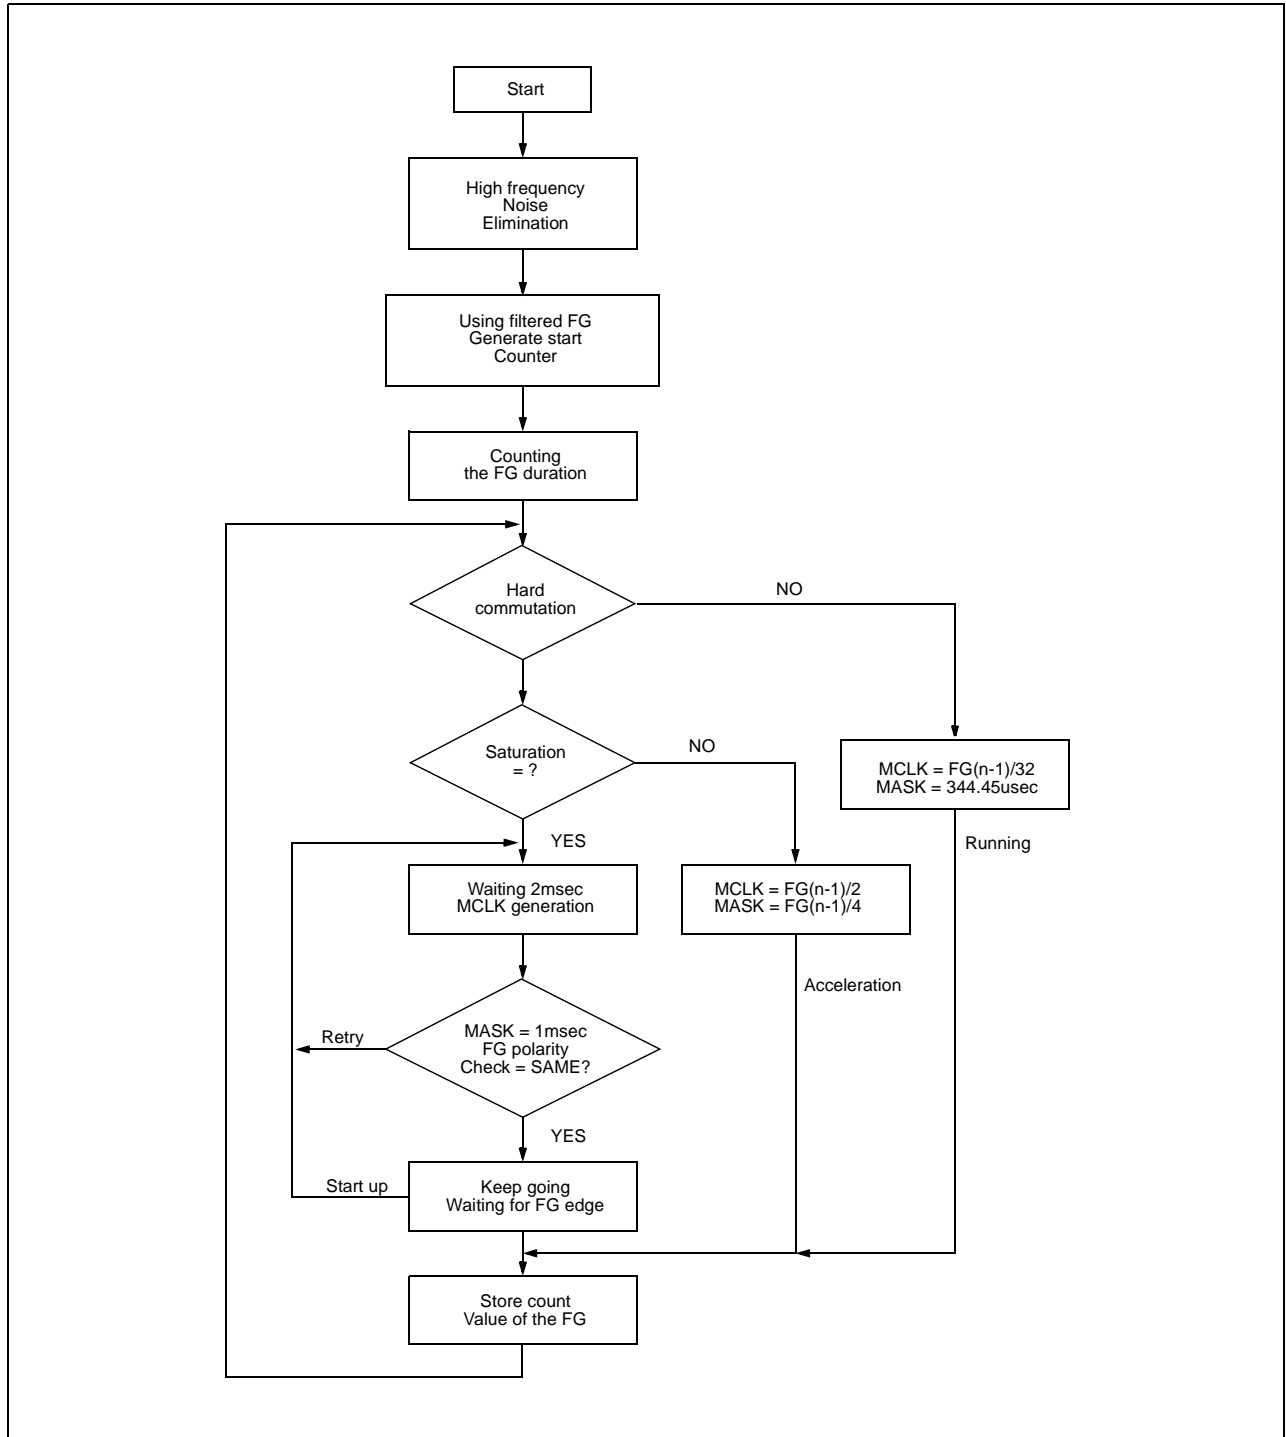 Start
High frequency
Noise
Elimination
Using filtered FG
Generate start
Counter
Counting
the FG duration
Hard
commutation
NO
Saturation
= ?
NO
MCLK = FG(n-1)/32
MASK = 344.45usec
YES
Running
Waiting 2msec
MCLK generation
MCLK = FG(n-1)/2
MASK = FG(n-1)/4
Acceleration
Retry
MASK = 1msec
FG polarity
Check = SAME?
YES
Start up
Keep going
Waiting for FG edge
Store count
Value of the FG